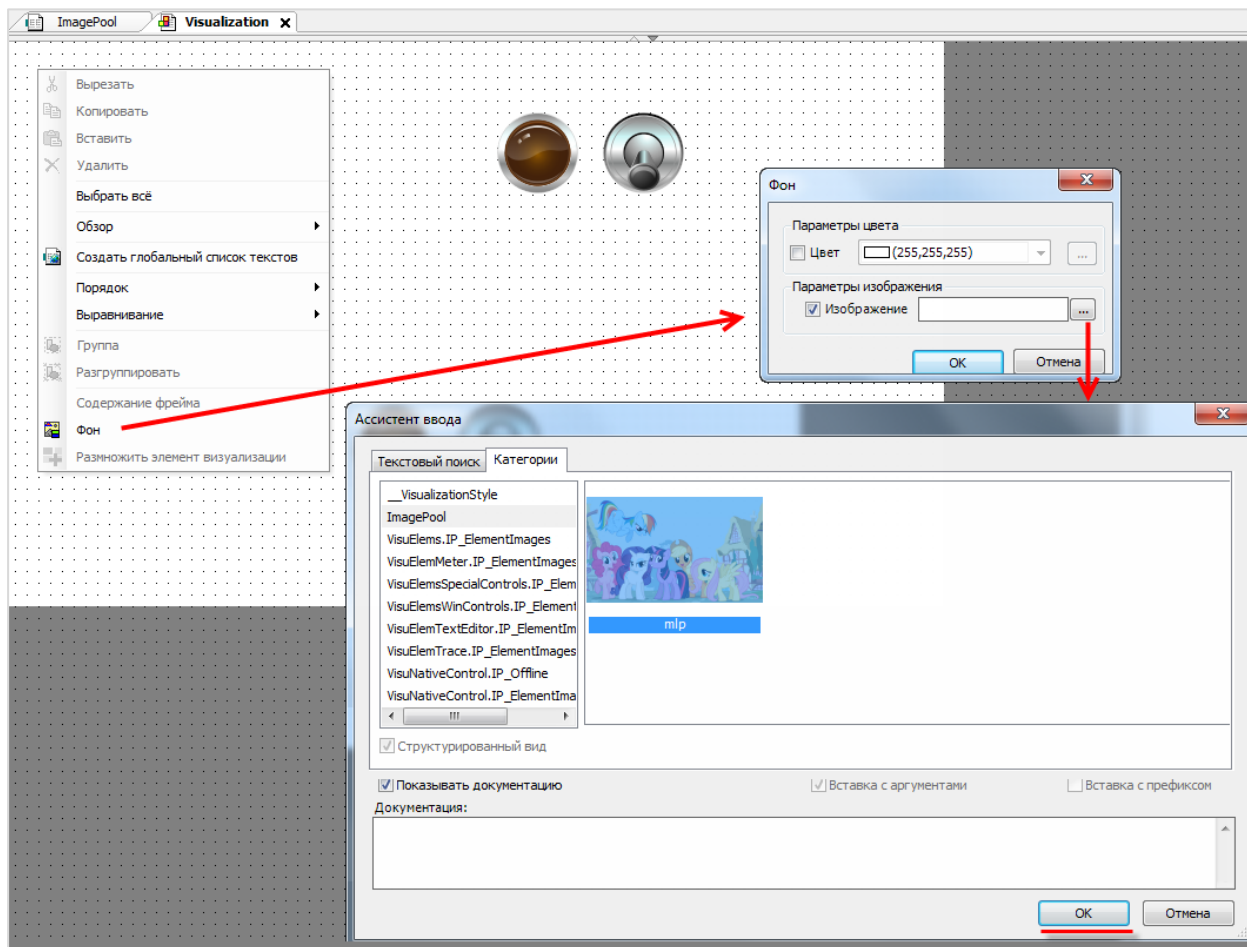 ImagePool
Visualization
Вырезать
Копировать
Вставить
Удалить
Выбрать всё
Обзор
Создать глобальный список текстов
Порядок
Выравнивание
Группа
Разгруппировать
Содержание фрейма
Фон
Размножить элемент визуализации
Фон
Параметры цвета
Цвет (255,255,255) ...
Параметры изображения
Изображение ...
OK Отмена
Ассистент ввода
Текстовый поиск Категории
__VisualizationStyle
ImagePool
VisuElems.IP_ElementImages
VisuElemMeter.IP_ElementImages
VisuElemsSpecialControls.IP_Elem
VisuElemsWinControls.IP_Element
VisuElemTextEditor.IP_ElementIm
VisuElemTrace.IP_ElementImages
VisuNativeControl.IP_Offline
VisuNativeControl.IP_ElementIma
mlp
Структурированный вид
Показывать документацию Вставка с аргументами Вставка с префиксом
Документация:
OK Отмена